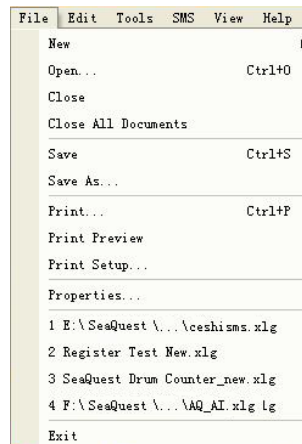 File Edit Tools SMS View Help
New
Open... Ctrl+O
Close
Close All Documents
Save Ctrl+S
Save As...
Print... Ctrl+P
Print Preview
Print Setup...
Properties...
1 E:\SeaQuest \...\ceshisms.xlg
2 Register Test New.xlg
3 SeaQuest Drum Counter_new.xlg
4 F:\SeaQuest \...\AQ_AI.xlg Lg
Exit